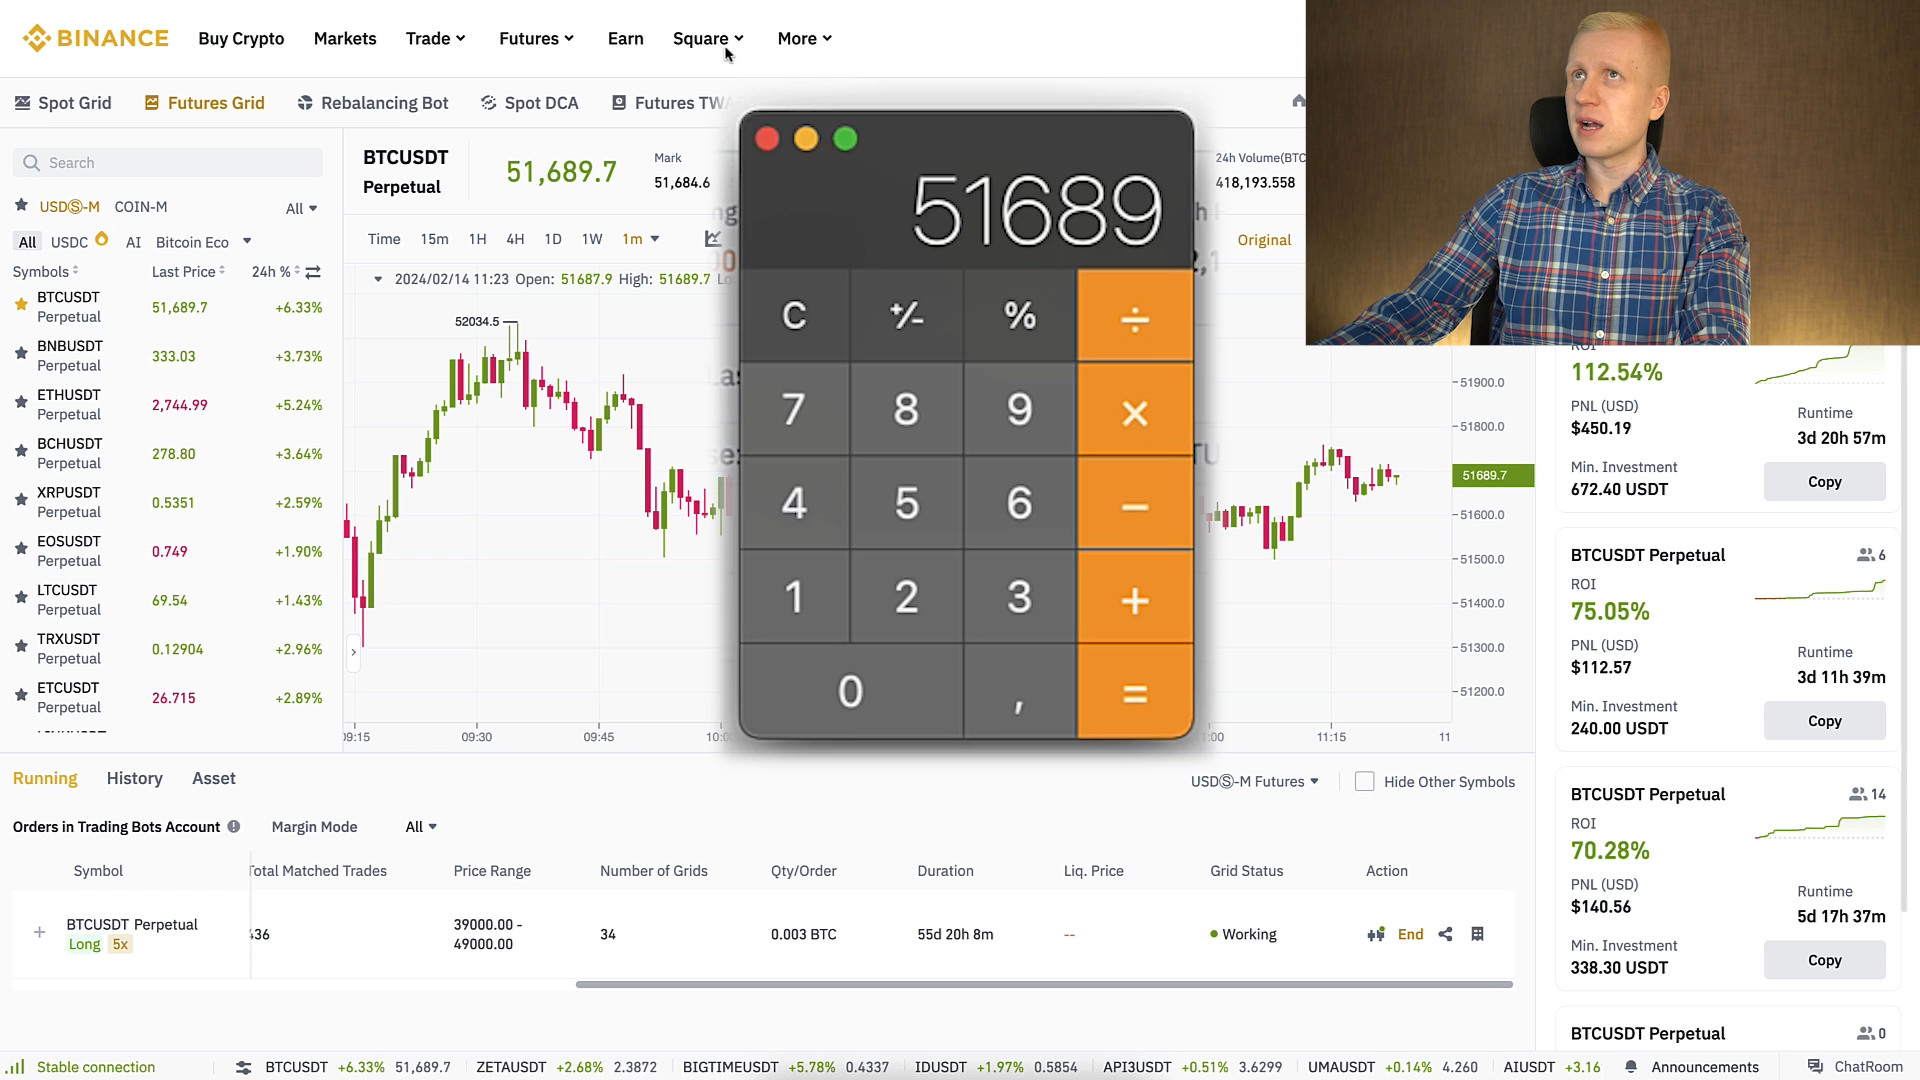 BINANCE Buy Crypto Markets Trade Futures Earn Square More
Spot Grid Futures Grid Rebalancing Bot Spot DCA Futures
Search
USDⓈ-M COIN-M All
All USDC AI Bitcoin Eco
Symbols Last Price 24h %
BTCUSDT Perpetual 51,689.7 +6.33%
BNBUSDT Perpetual 333.03 +3.73%
ETHUSDT Perpetual 2,744.99 +5.24%
BCHUSDT Perpetual 278.80 +3.64%
XRPUSDT Perpetual 0.5351 +2.59%
EOSUSDT Perpetual 0.749 +1.90%
LTCUSDT Perpetual 69.54 +1.43%
TRXUSDT Perpetual 0.12904 +2.96%
ETCUSDT Perpetual 26.715 +2.89%
BTCUSDT Perpetual
51,689.7
Mark
51,684.6
24h Volume(BTC
418,193.558
Time 15m 1H 4H 1D 1W 1m
Original
2024/02/14 11:23 Open: 51687.9 High: 51689.7
52034.5
51900.0
51800.0
51689.7
51600.0
51500.0
51400.0
51300.0
51200.0
09:15 09:30 09:45 11:15 11
51689
C +/- % ÷
7 8 9 ×
4 5 6 −
1 2 3 +
0 , =
ROI
112.54%
PNL (USD)
$450.19
Runtime
3d 20h 57m
Min. Investment
672.40 USDT
Copy
BTCUSDT Perpetual 6
ROI
75.05%
PNL (USD)
$112.57
Runtime
3d 11h 39m
Min. Investment
240.00 USDT
Copy
BTCUSDT Perpetual 14
ROI
70.28%
PNL (USD)
$140.56
Runtime
5d 17h 37m
Min. Investment
338.30 USDT
Copy
BTCUSDT Perpetual 0
Running History Asset
USDⓈ-M Futures Hide Other Symbols
Orders in Trading Bots Account Margin Mode All
Symbol Total Matched Trades Price Range Number of Grids Qty/Order Duration Liq. Price Grid Status Action
BTCUSDT Perpetual
Long 5x
436
39000.00 -
49000.00
34
0.003 BTC
55d 20h 8m
--
Working
End
Stable connection BTCUSDT +6.33% 51,689.7 ZETAUSDT +2.68% 2.3872 BIGTIMEUSDT +5.78% 0.4337 IDUSDT +1.97% 0.5854 API3USDT +0.51% 3.6299 UMAUSDT +0.14% 4.260 AIUSDT +3.16 Announcements ChatRoom